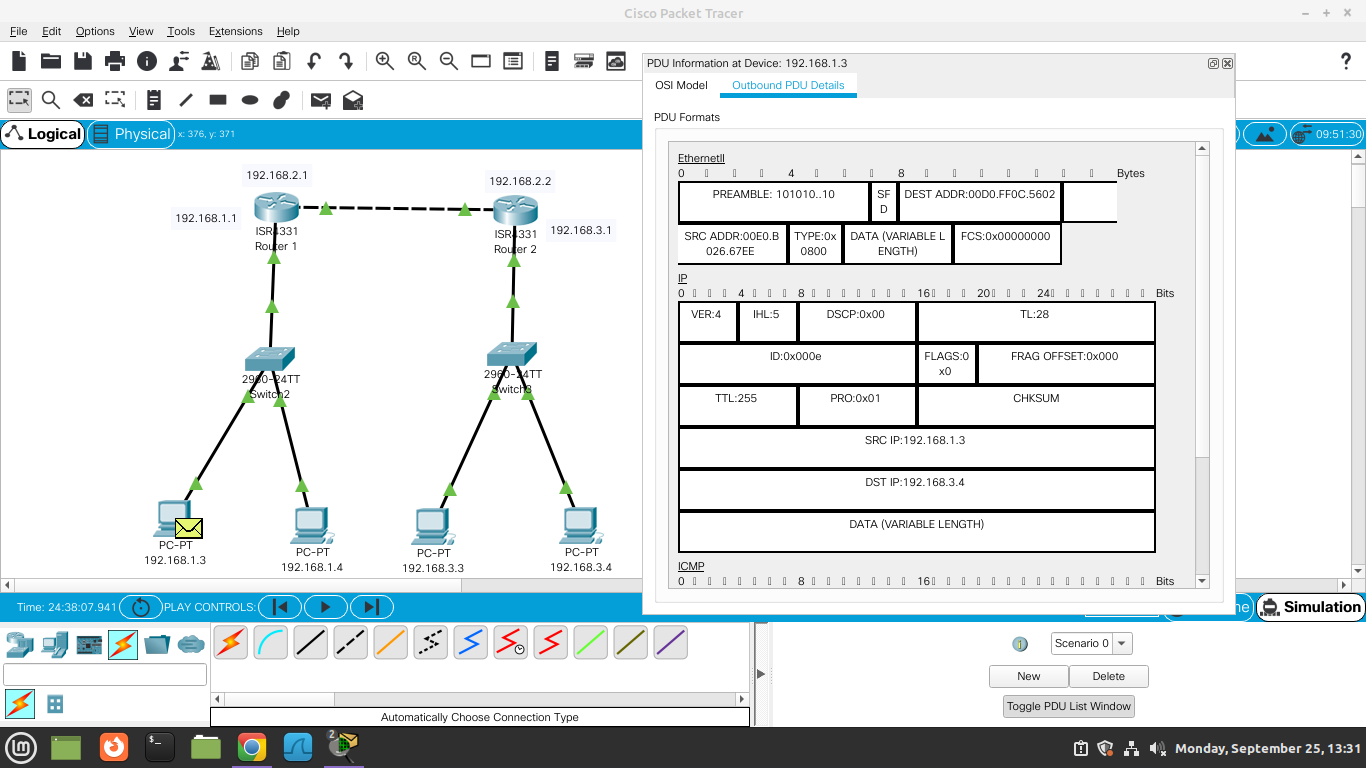 Cisco Packet Tracer
File Edit Options View Tools Extensions Help
PDU Information at Device: 192.168.1.3
OSI Model Outbound PDU Details
PDU Formats
EthernetII
0 4 8 Bytes
PREAMBLE: 101010..10
SF
D
DEST ADDR:00D0.FF0C.5602
SRC ADDR:00E0.B
026.67EE
TYPE:0x
0800
DATA (VARIABLE L
ENGTH)
FCS:0x00000000
IP
0 4 8 16 20 24 Bits
VER:4 IHL:5 DSCP:0x00 TL:28
ID:0x000e
FLAGS:0
x0
FRAG OFFSET:0x000
TTL:255 PRO:0x01 CHKSUM
SRC IP:192.168.1.3
DST IP:192.168.3.4
DATA (VARIABLE LENGTH)
ICMP
0 8 16 Bits
Logical Physical x: 376, y: 371
09:51:30
192.168.2.1
192.168.2.2
192.168.1.1
192.168.3.1
ISR4331
Router 1
ISR4331
Router 2
2960-24TT
Switch2
2960-24TT
Switch3
PC-PT
192.168.1.3
PC-PT
192.168.1.4
PC-PT
192.168.3.3
PC-PT
192.168.3.4
Time: 24:38:07.941 PLAY CONTROLS:
Simulation
Scenario 0
New Delete
Toggle PDU List Window
Automatically Choose Connection Type
2
Monday, September 25, 13:31